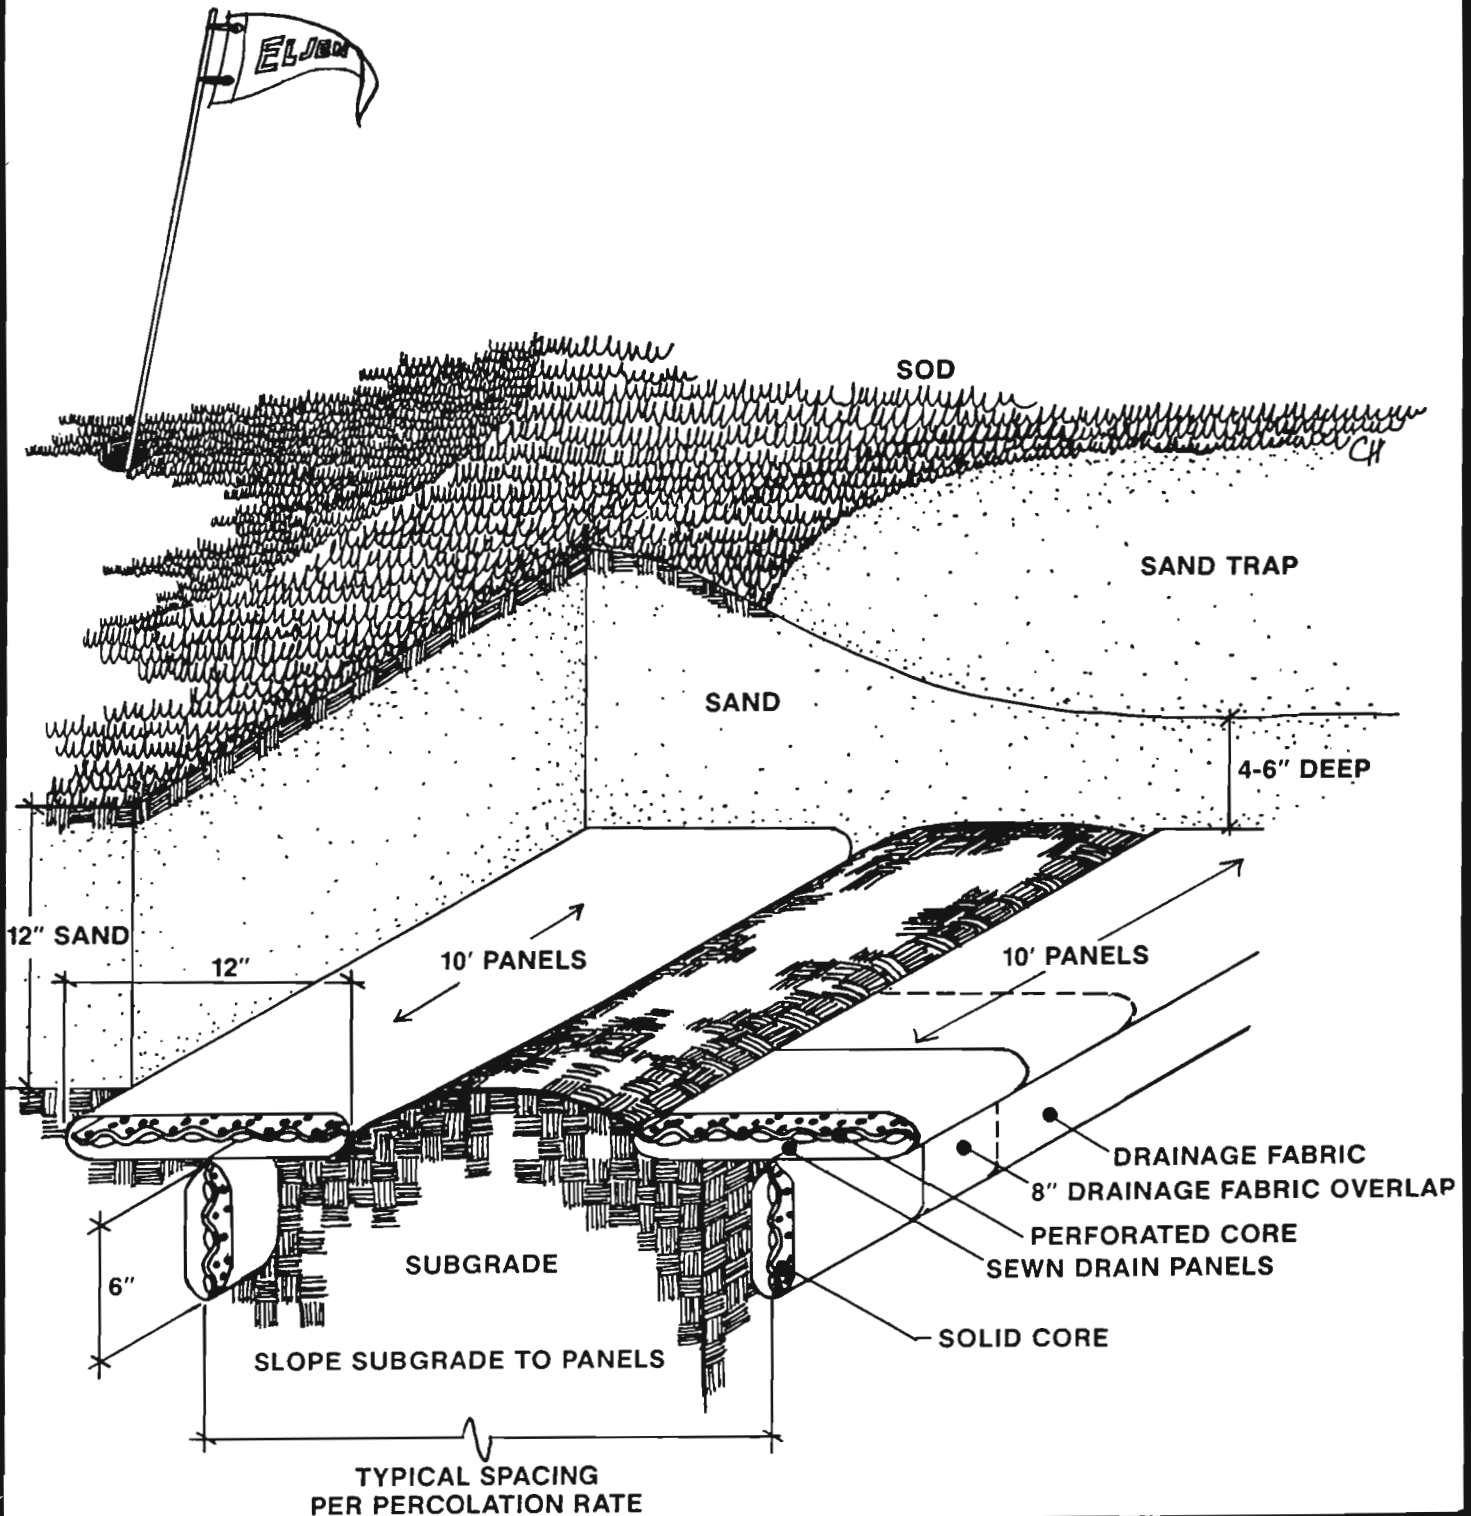 ELJEN
SOD
CH
SAND TRAP
SAND
4-6" DEEP
12" SAND
12"
10' PANELS
10' PANELS
DRAINAGE FABRIC
8" DRAINAGE FABRIC OVERLAP
PERFORATED CORE
SEWN DRAIN PANELS
SUBGRADE
6"
SOLID CORE
SLOPE SUBGRADE TO PANELS
TYPICAL SPACING
PER PERCOLATION RATE